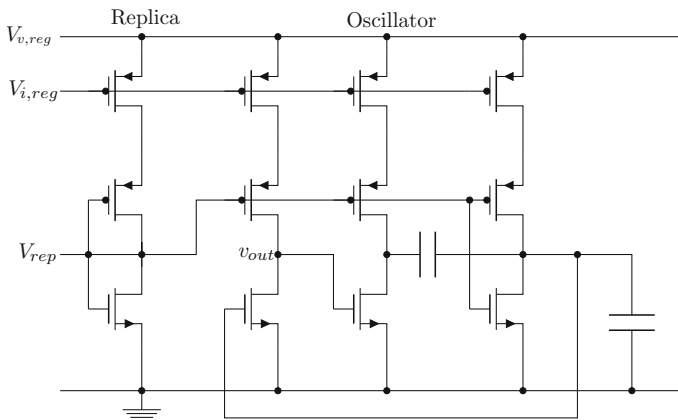 Replica
Oscillator
V_{v,reg}
V_{i,reg}
V_{rep}
v_{out}